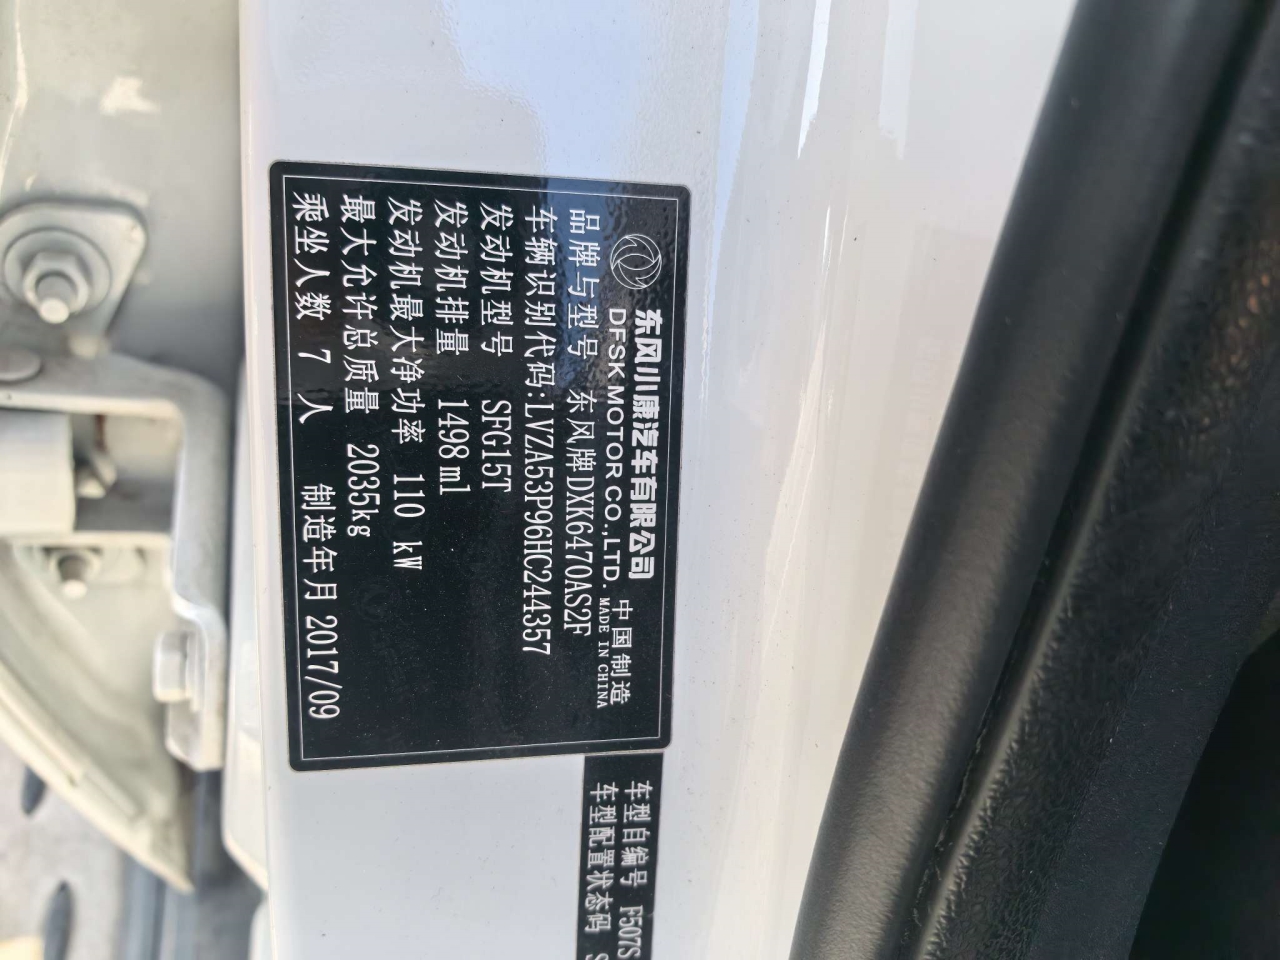 东风小康汽车有限公司
DFSK MOTOR CO.,LTD.
中国制造
MADE IN CHINA
品牌与型号 东风牌DXK6470AS2F
车辆识别代码:LVZA53P96HC244357
发动机型号 SFG15T
发动机排量 1498ml
发动机最大净功率 110 kW
最大允许总质量 2035kg
乘坐人数 7 人 制造年月 2017/09
车型自编号 F507S
车型配置状态码 S